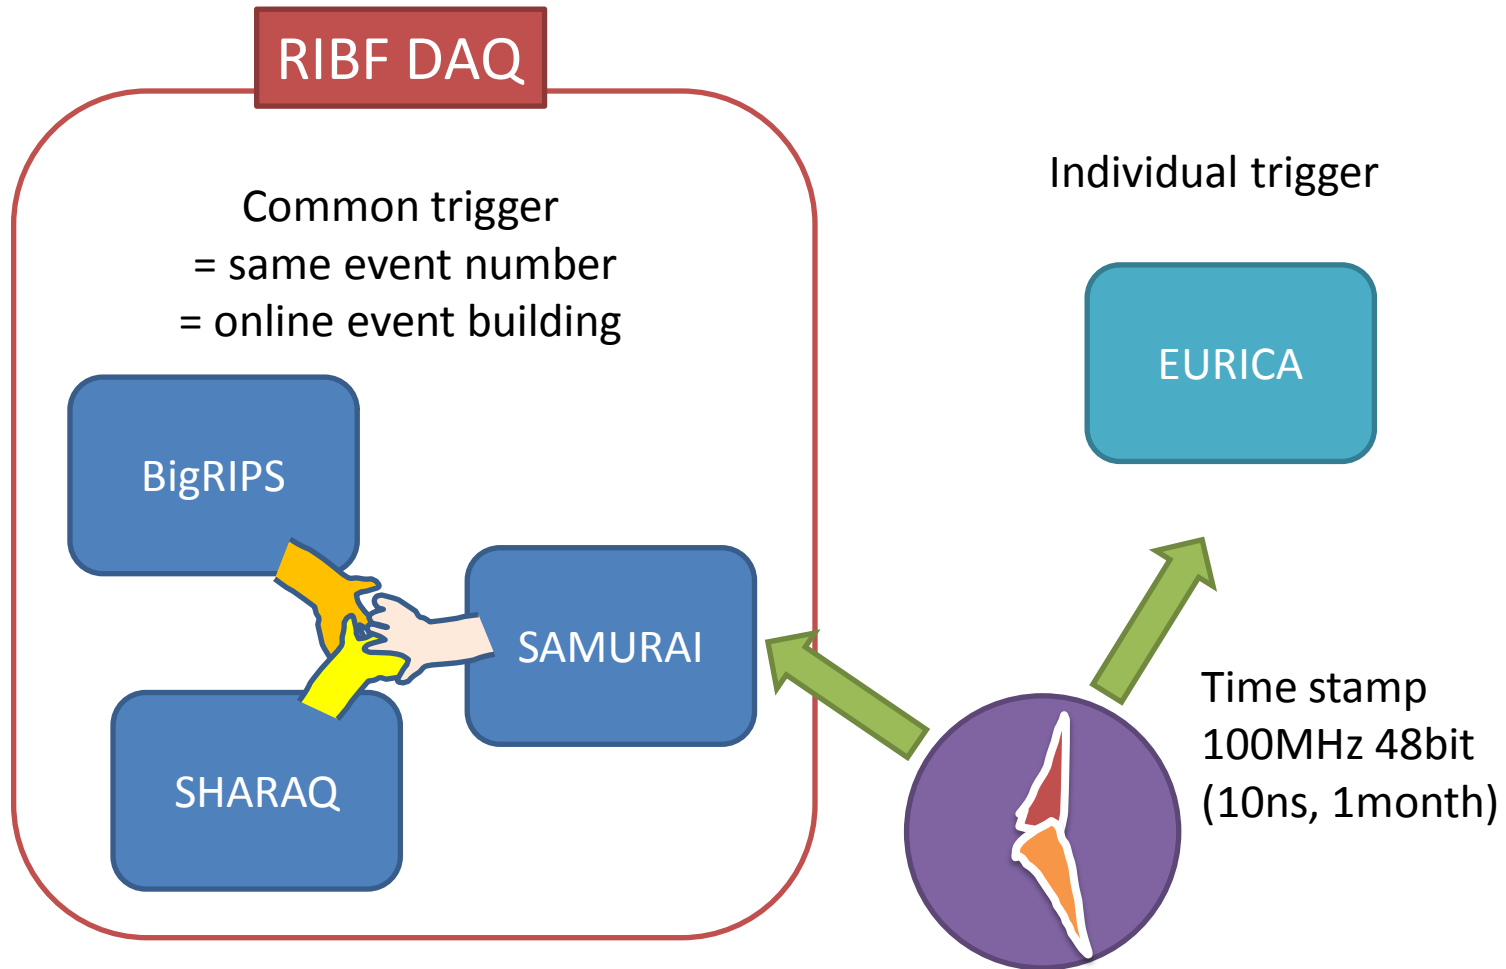 RIBF DAQ
Common trigger
= same event number
= online event building
BigRIPS
SAMURAI
SHARAQ
Individual trigger
EURICA
Time stamp
100MHz 48bit
(10ns, 1month)